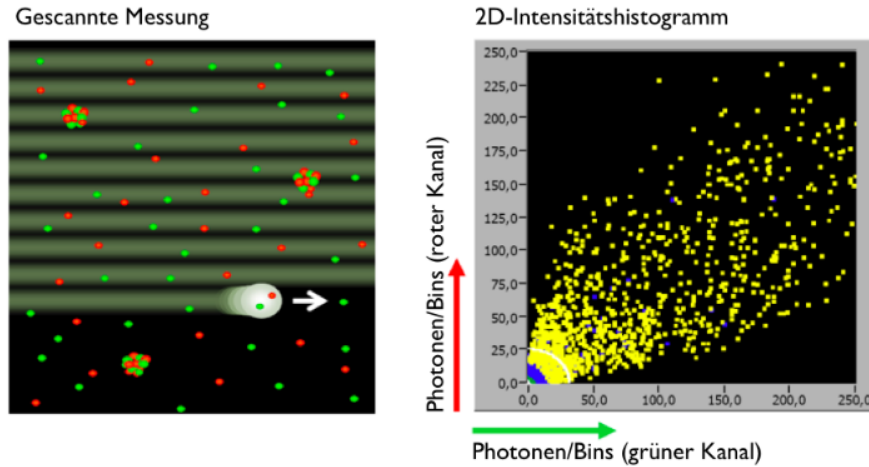 Gescannte Messung
2D-Intensitätshistogramm
Photonen/Bins (roter Kanal)
250,0
225,0
200,0
175,0
150,0
125,0
100,0
75,0
50,0
25,0
0,0
0,0 50,0 100,0 150,0 200,0 250,0
Photonen/Bins (grüner Kanal)